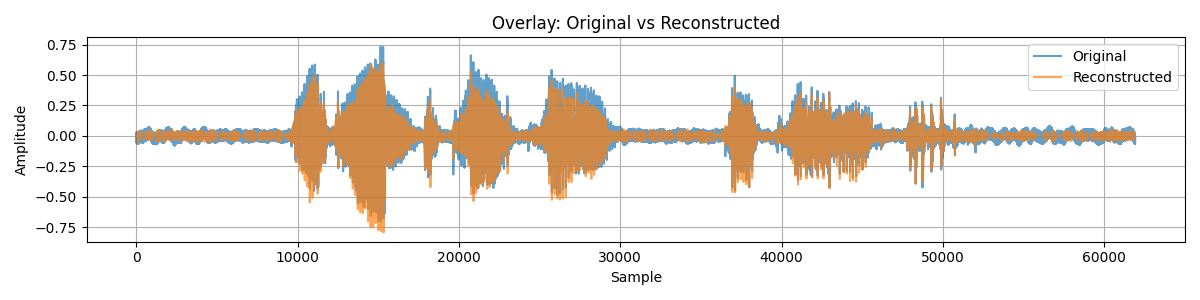 Overlay: Original vs Reconstructed
Original
Reconstructed
Amplitude
0.75
0.50
0.25
0.00
−0.25
−0.50
−0.75
0 10000 20000 30000 40000 50000 60000
Sample